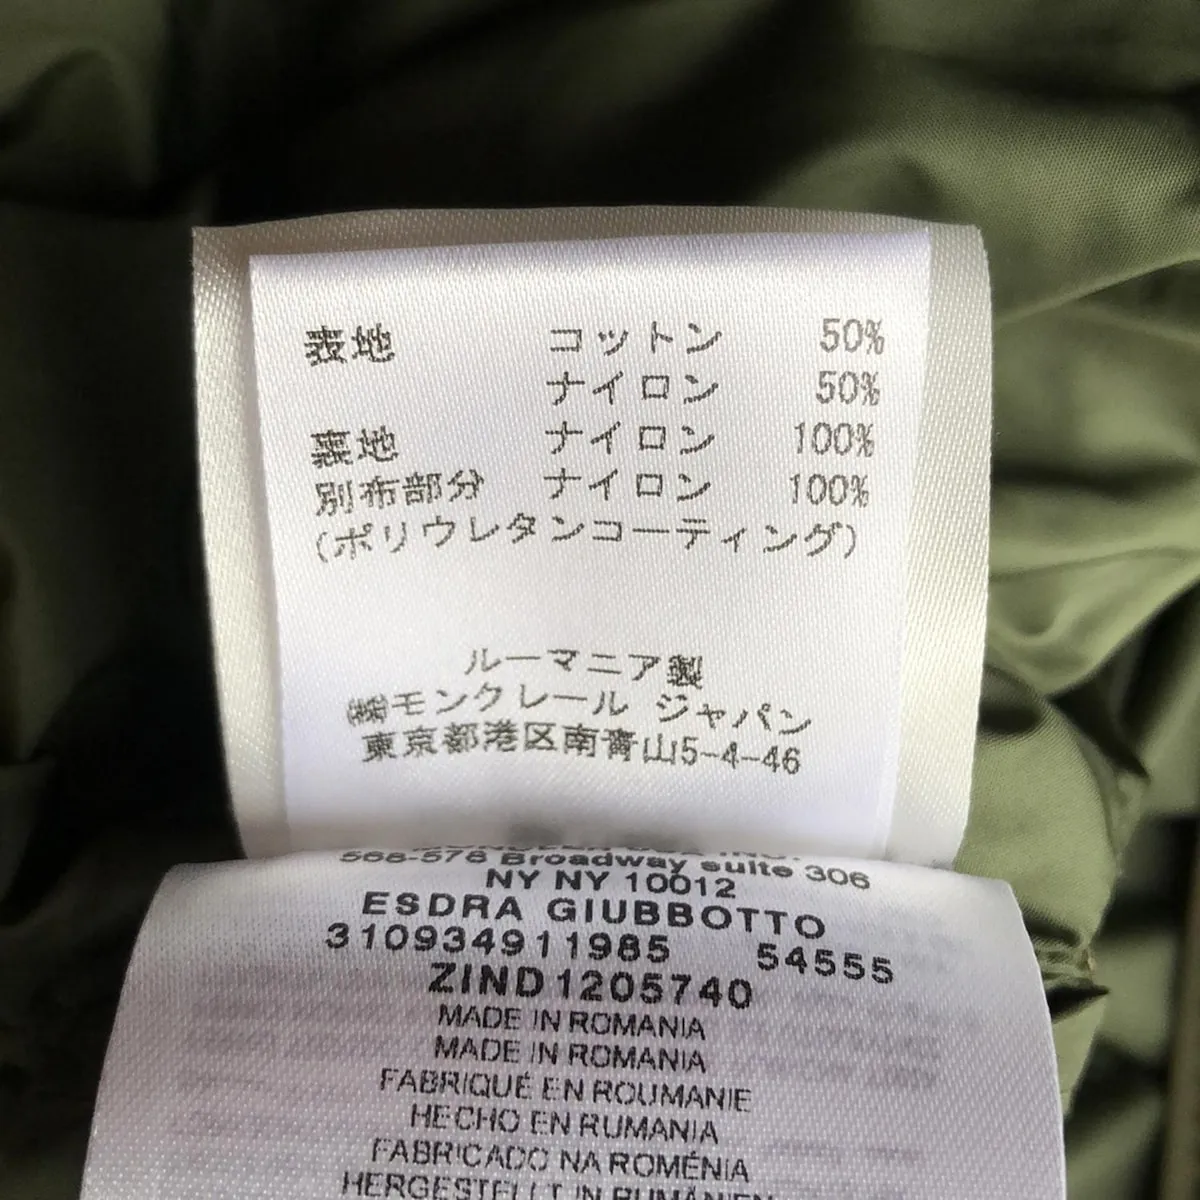 表地 コットン 50%
ナイロン 50%
裏地 ナイロン 100%
別布部分 ナイロン 100%
(ポリウレタンコーティング)
ルーマニア製
㈱モンクレール ジャパン
東京都港区南青山5-4-46
568-578 Broadway suite 306
NY NY 10012
ESDRA GIUBBOTTO
310934911985 54555
ZIND1205740
MADE IN ROMANIA
MADE IN ROMANIA
FABRIQUÉ EN ROUMANIE
HECHO EN RUMANIA
FABRICADO NA ROMÉNIA
HERGESTELLT IN RUMÄNIEN